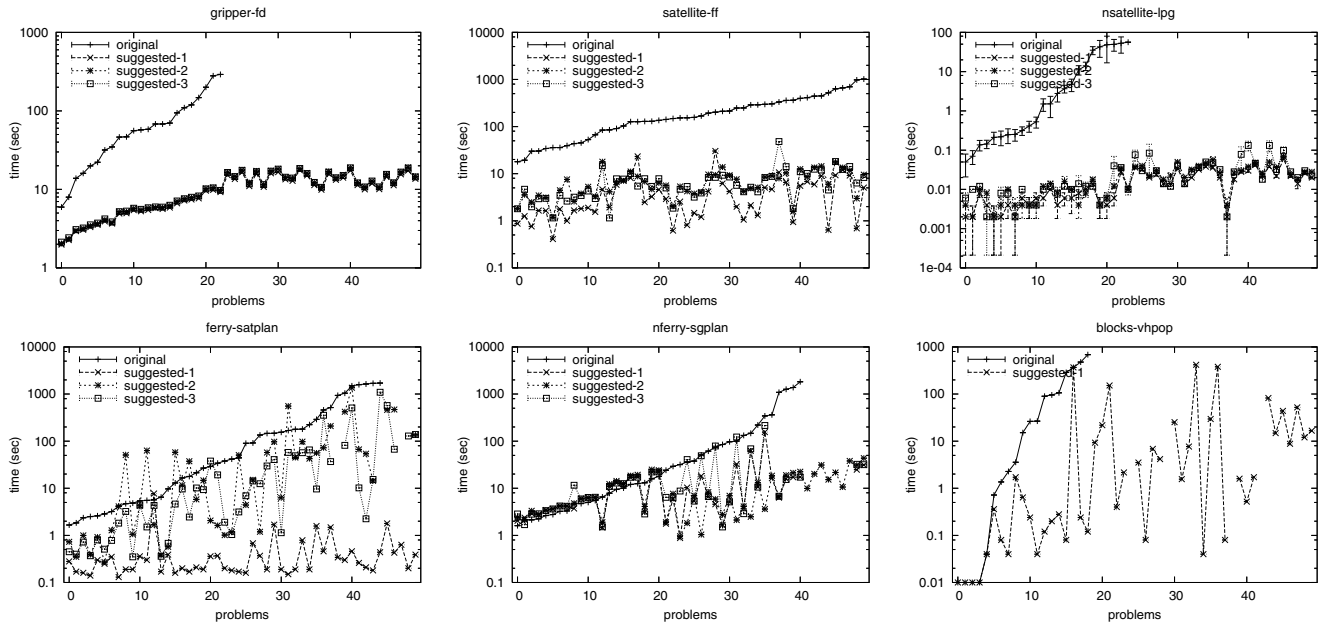 gripper-fd
1000
100
10
1
time (sec)
0 10 20 30 40
problems
original
suggested-1
suggested-2
suggested-3
satellite-ff
10000
1000
100
10
1
0.1
time (sec)
0 10 20 30 40
problems
original
suggested-1
suggested-2
suggested-3
nsatellite-lpg
100
10
1
0.1
0.01
0.001
1e-04
time (sec)
0 10 20 30 40
problems
original
suggested-1
suggested-2
suggested-3
ferry-satplan
10000
1000
100
10
1
0.1
time (sec)
0 10 20 30 40
problems
original
suggested-1
suggested-2
suggested-3
nferry-sgplan
10000
1000
100
10
1
0.1
time (sec)
0 10 20 30 40
problems
original
suggested-1
suggested-2
suggested-3
blocks-vhpop
1000
100
10
1
0.1
0.01
time (sec)
0 10 20 30 40
problems
original
suggested-1